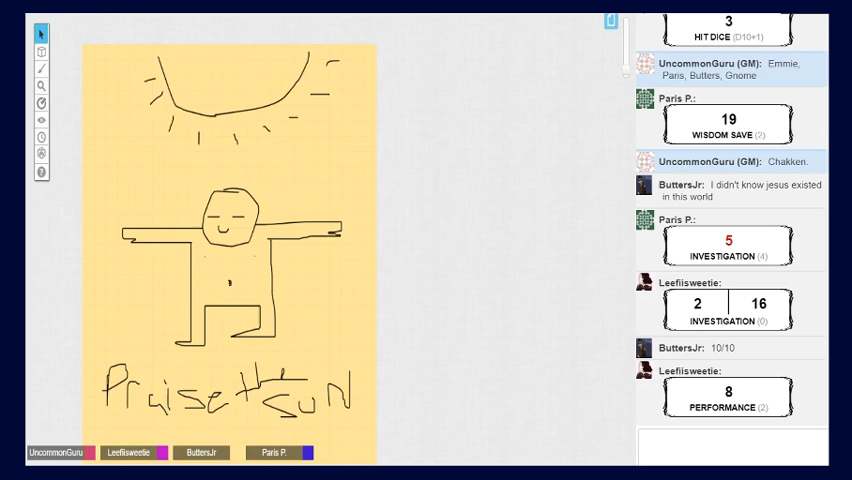 Praise the
SUN
UncommonGuru
Leefiisweetie
ButtersJr
Paris P.
3
HIT DICE (D10+1)
UncommonGuru (GM): Emmie,
Paris, Butters, Gnome
Paris P.:
19
WISDOM SAVE (2)
UncommonGuru (GM): Chakken.
ButtersJr: I didn't know jesus existed
in this world
Paris P.:
5
INVESTIGATION (4)
Leefiisweetie:
2 16
INVESTIGATION (0)
ButtersJr: 10/10
Leefiisweetie:
8
PERFORMANCE (2)